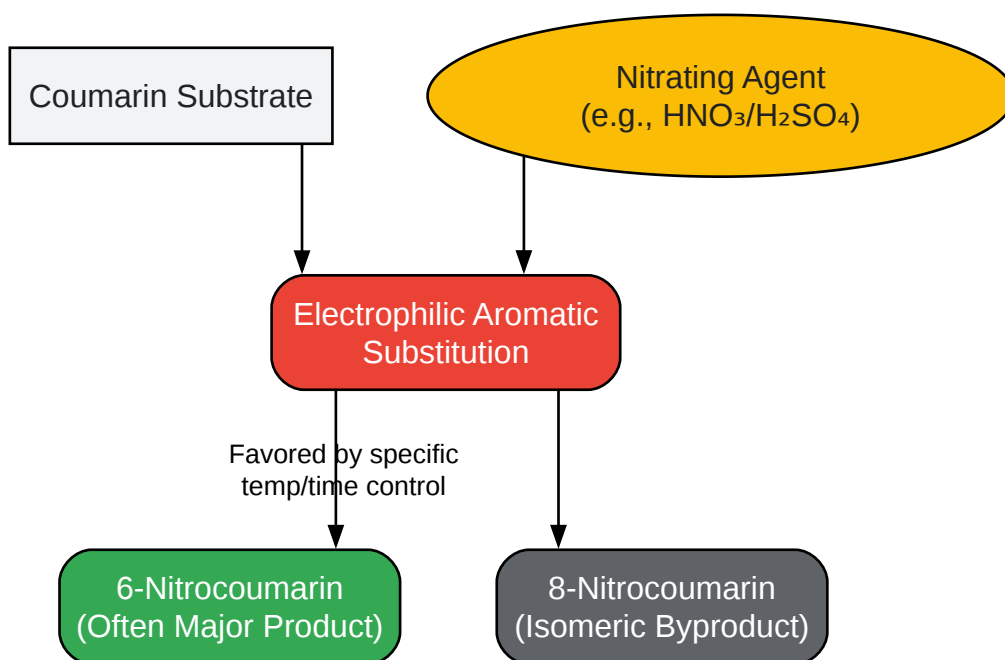 Coumarin Substrate
Nitrating Agent
(e.g., HNO₃/H₂SO₄)
Electrophilic Aromatic
Substitution
Favored by specific
temp/time control
6-Nitrocoumarin
(Often Major Product)
8-Nitrocoumarin
(Isomeric Byproduct)